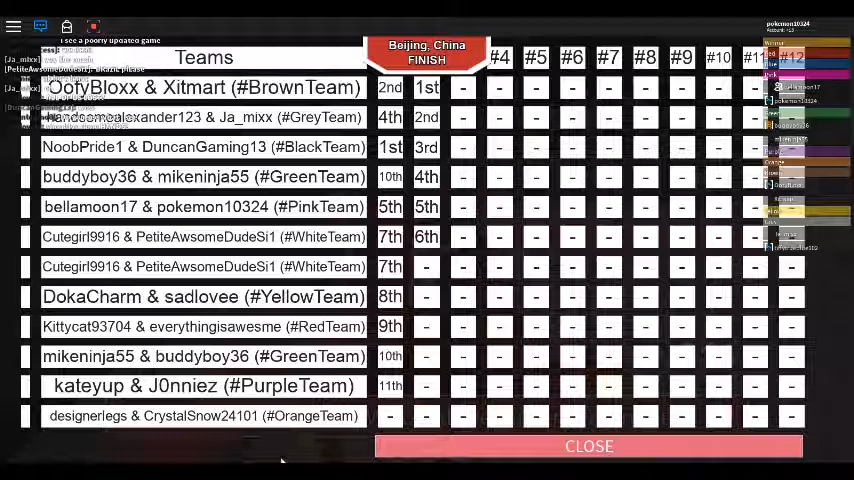 I see a poorly updated game
pokemon10324
Beijing, China
FINISH
Teams #4 #5 #6 #7 #8 #9 #10 #11 #12
OofyBloxx & Xitmart (#BrownTeam) 2nd 1st - - - - - - - - - -
handsomealexander123 & Ja_mixx (#GreyTeam) 4th 2nd - - - - - - - - - -
NoobPride1 & DuncanGaming13 (#BlackTeam) 1st 3rd - - - - - - - - - -
buddyboy36 & mikeninja55 (#GreenTeam) 10th 4th - - - - - - - - - -
bellamoon17 & pokemon10324 (#PinkTeam) 5th 5th - - - - - - - - - -
Cutegirl9916 & PetiteAwsomeDudeSi1 (#WhiteTeam) 7th 6th - - - - - - - - - -
Cutegirl9916 & PetiteAwsomeDudeSi1 (#WhiteTeam) 7th - - - - - - - - - - -
DokaCharm & sadlovee (#YellowTeam) 8th - - - - - - - - - - -
Kittycat93704 & everythingisawesme (#RedTeam) 9th - - - - - - - - - - -
mikeninja55 & buddyboy36 (#GreenTeam) 10th - - - - - - - - - - -
kateyup & J0nniez (#PurpleTeam) 11th - - - - - - - - - - -
designerlegs & CrystalSnow24101 (#OrangeTeam) - - - - - - - - - - - -
CLOSE